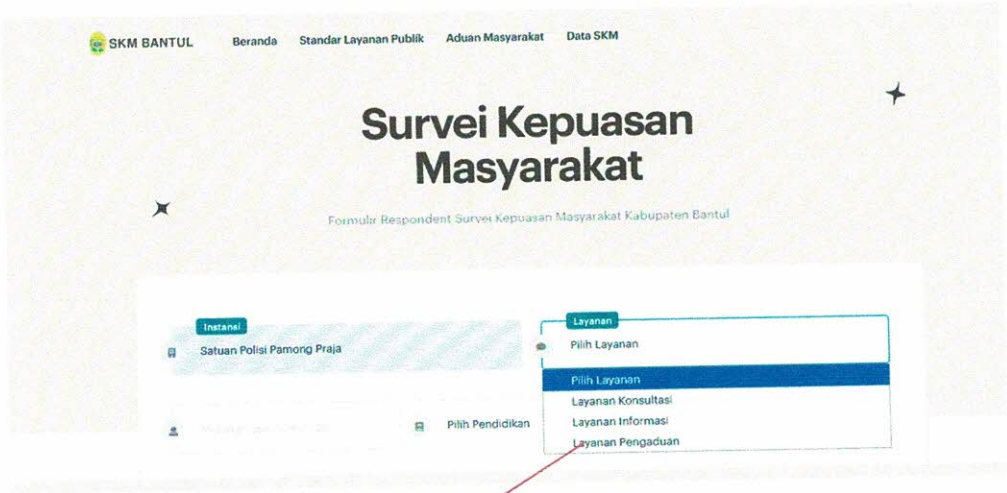 SKM BANTUL Beranda Standar Layanan Publik Aduan Masyarakat Data SKM
Survei Kepuasan
Masyarakat
Formulir Respondent Survei Kepuasan Masyarakat Kabupaten Bantul
Instansi
Satuan Polisi Pamong Praja
Layanan
Pilih Layanan
Pilih Layanan
Layanan Konsultasi
Layanan Informasi
Layanan Pengaduan
Pilih Pendidikan